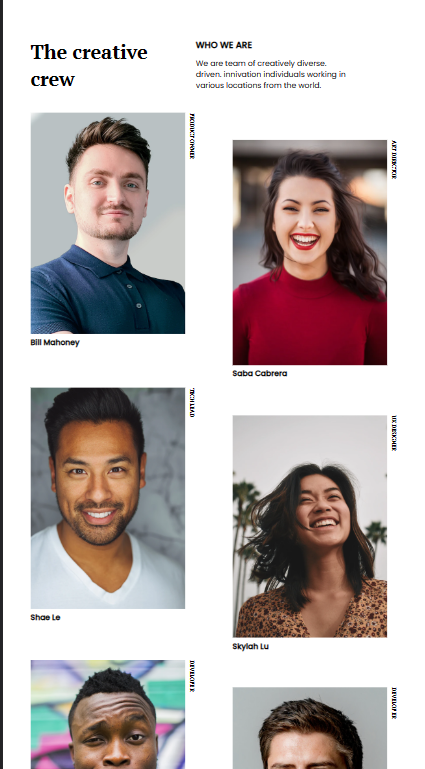 The creative
crew
WHO WE ARE
We are team of creatively diverse.
driven. innivation individuals working in
various locations from the world.
PRODUCT OWNER
ART DIRECTOR
Bill Mahoney
Saba Cabrera
TECH LEAD
UX DESIGNER
Shae Le
Skylah Lu
DEVELOPER
DEVELOPER